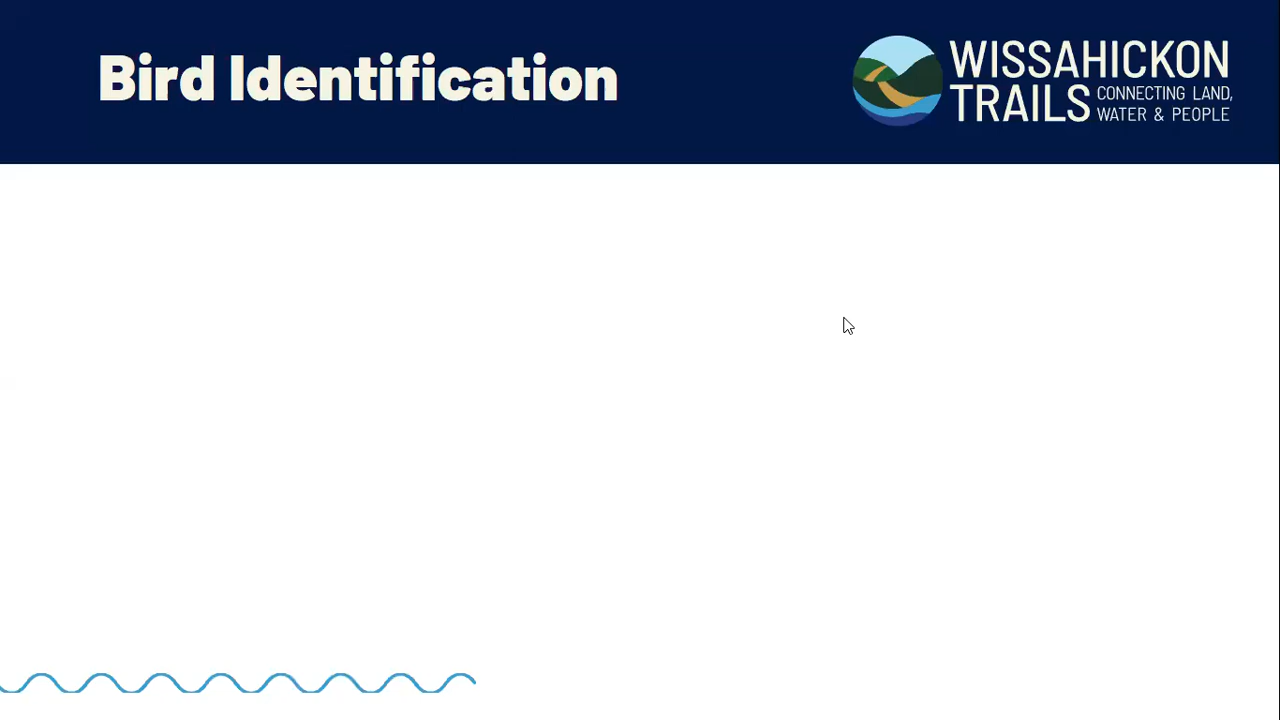 Bird Identification
WISSAHICKON
TRAILS
CONNECTING LAND,
WATER & PEOPLE